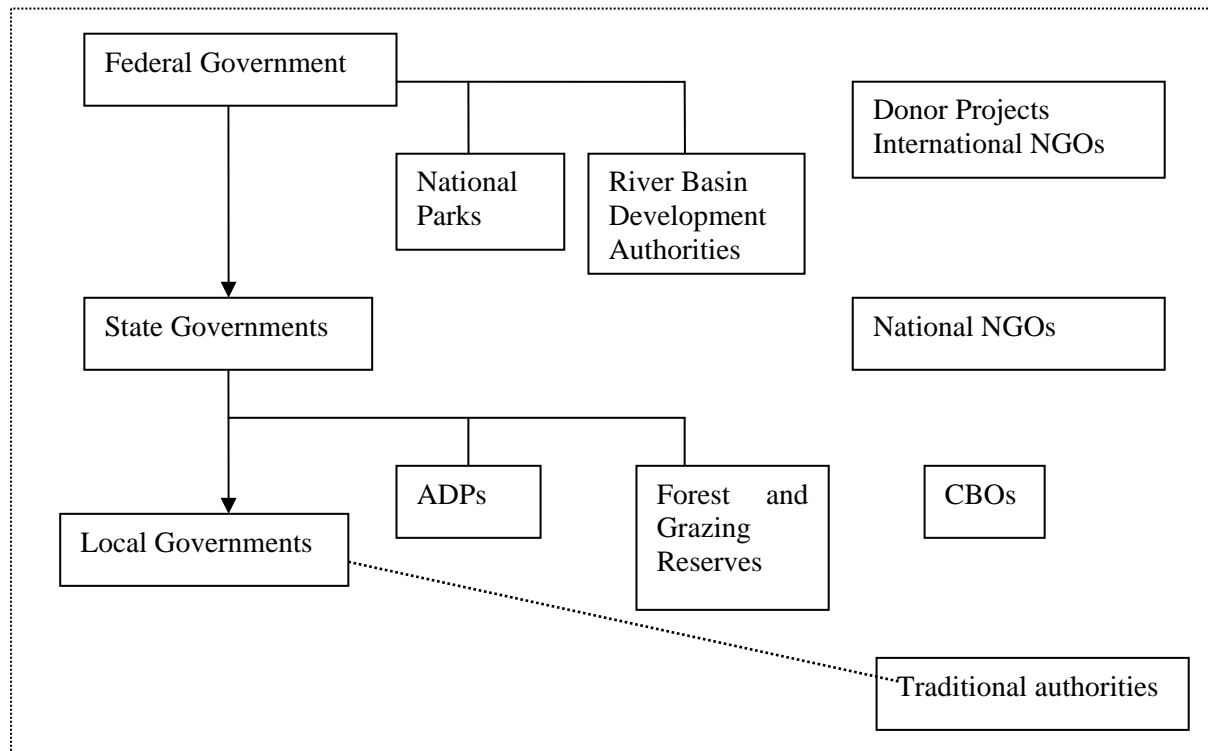 Federal Government
Donor Projects
International NGOs
National
Parks
River Basin
Development
Authorities
State Governments
National NGOs
ADPs
Forest and
Grazing
Reserves
CBOs
Local Governments
Traditional authorities